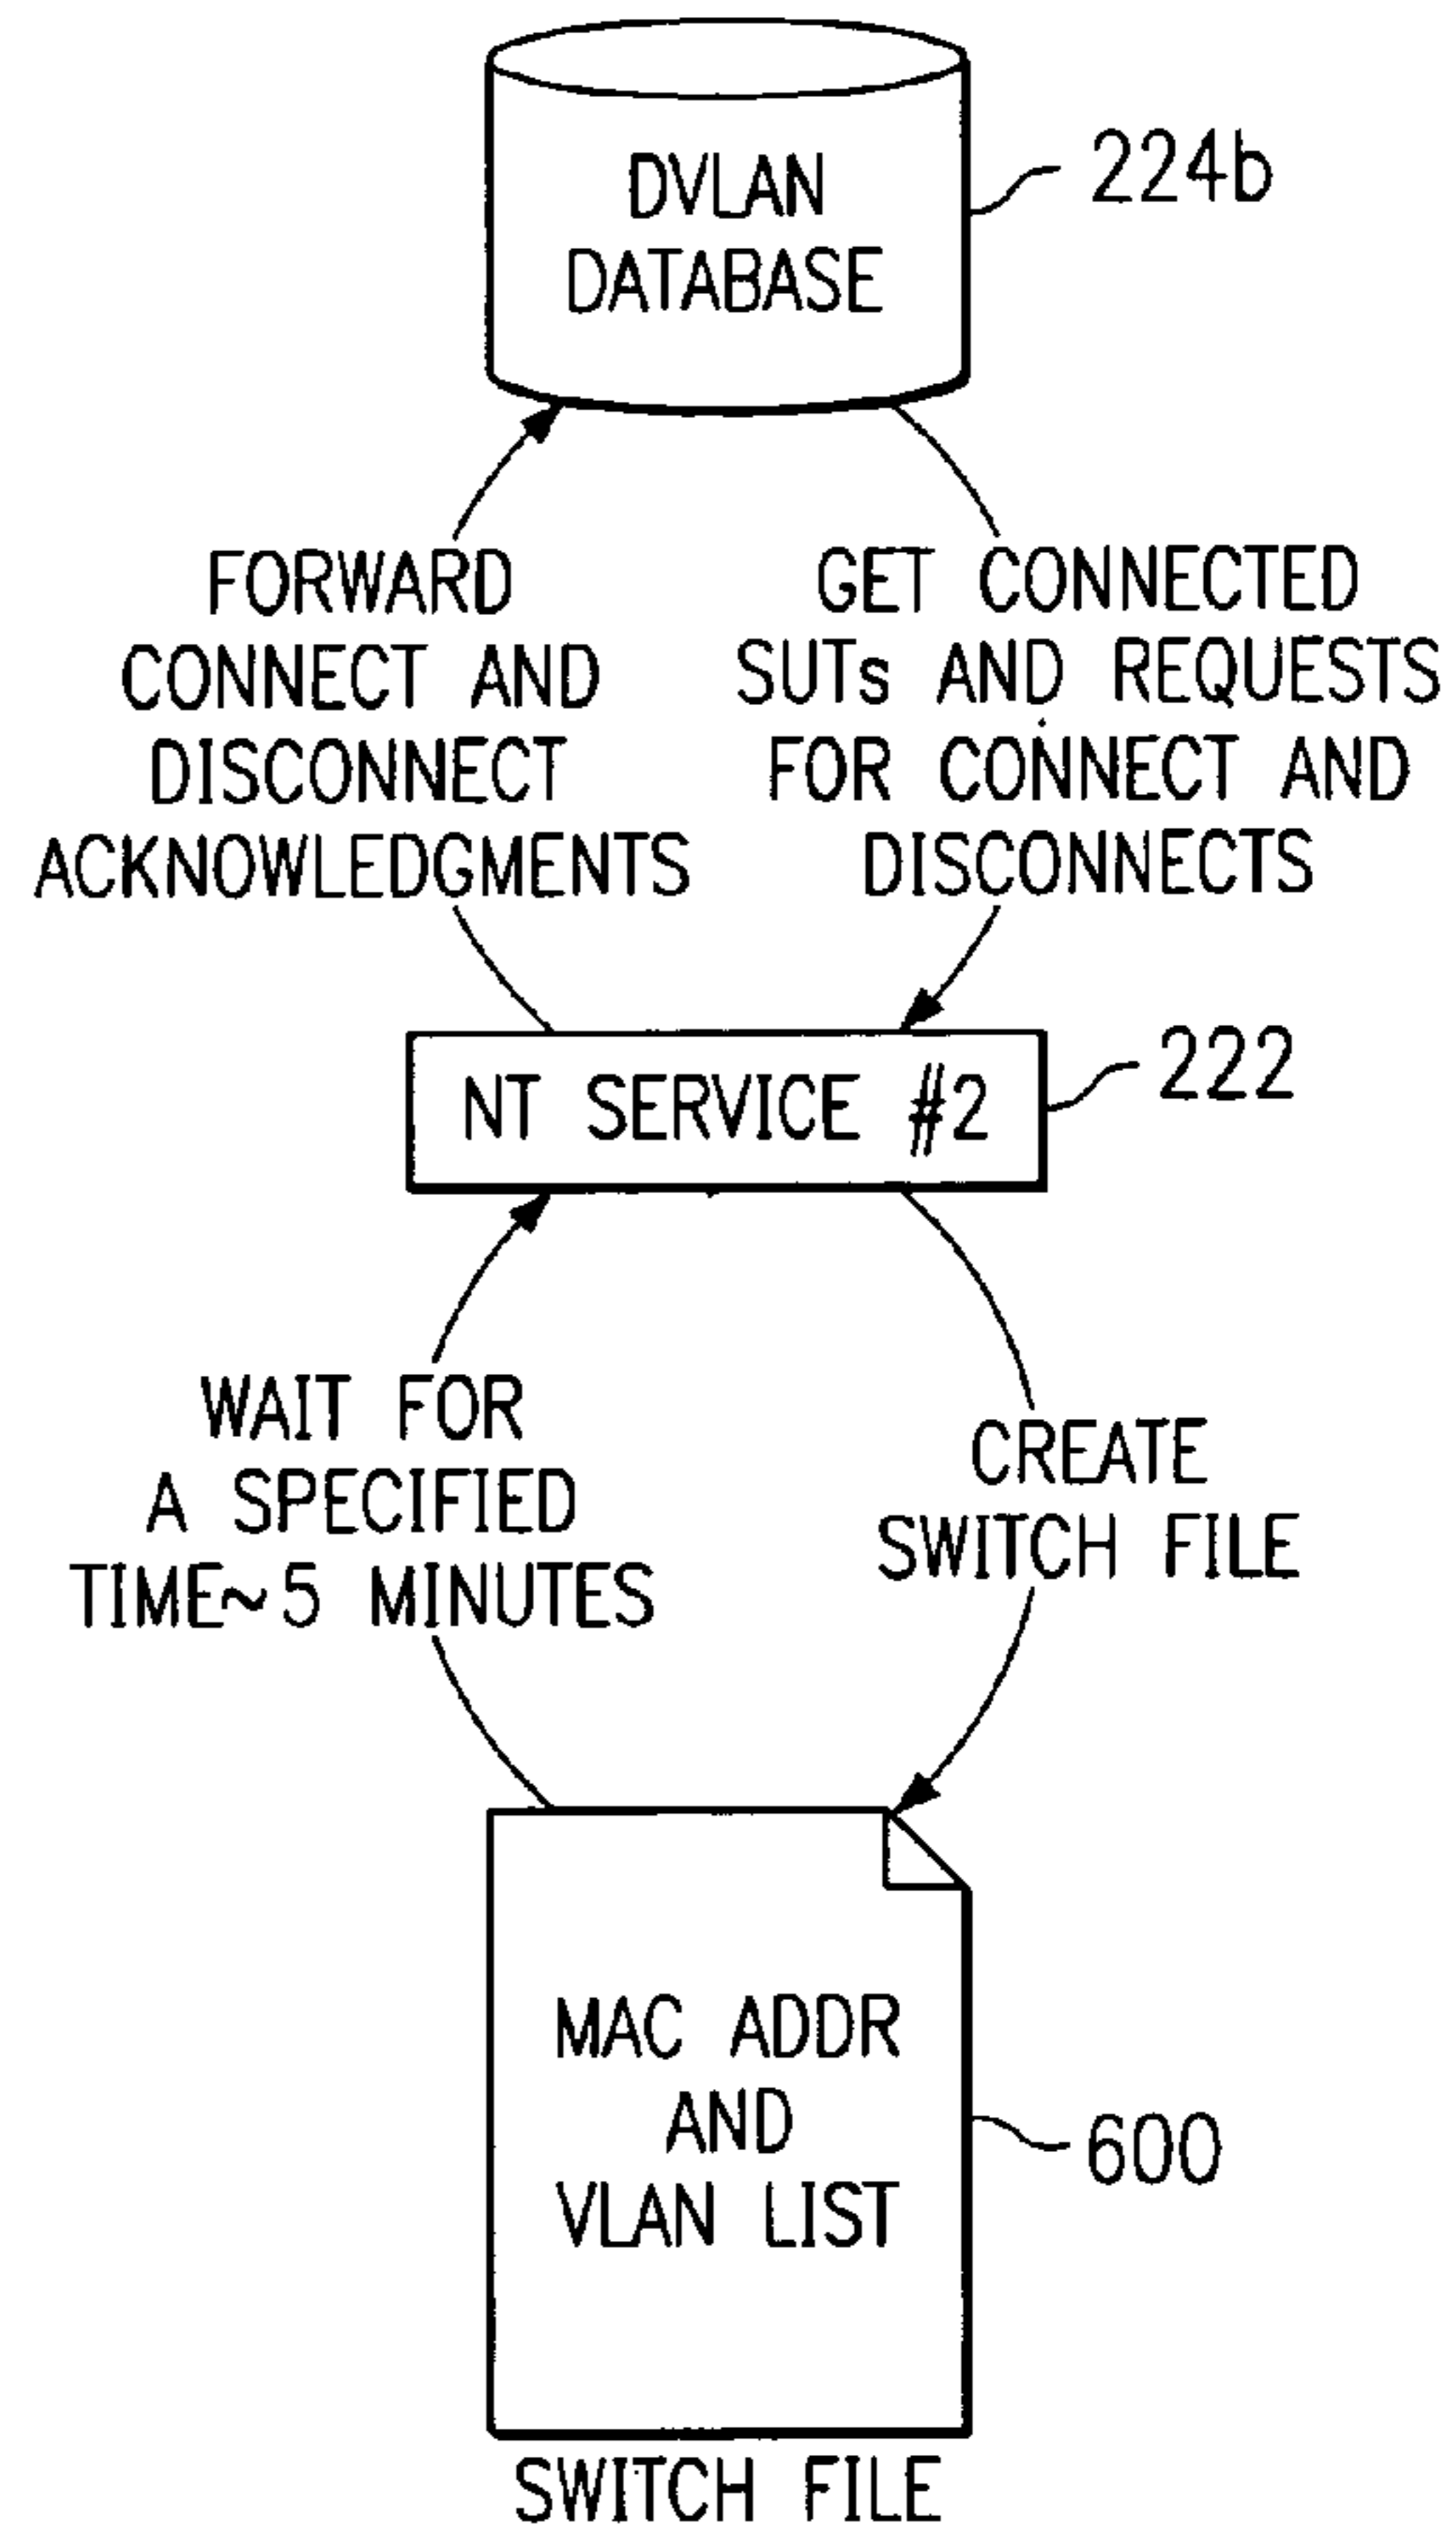 DVLAN
DATABASE
224b
FORWARD
CONNECT AND
DISCONNECT
ACKNOWLEDGMENTS
GET CONNECTED
SUTs AND REQUESTS
FOR CONNECT AND
DISCONNECTS
NT SERVICE #2
222
WAIT FOR
A SPECIFIED
TIME~5 MINUTES
CREATE
SWITCH FILE
MAC ADDR
AND
VLAN LIST
600
SWITCH FILE